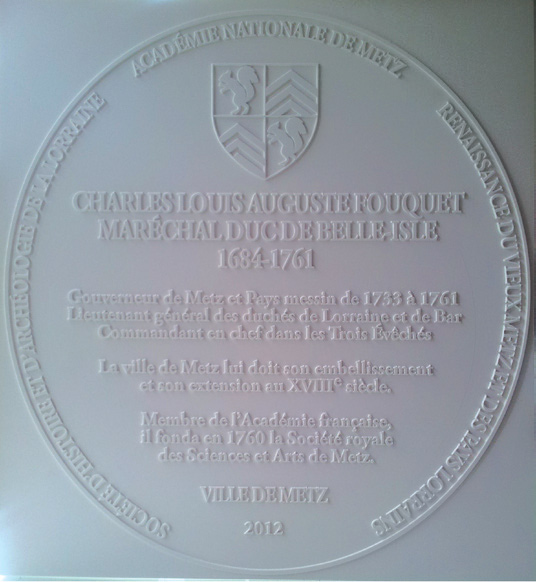 ACADÉMIE NATIONALE DE METZ
RENAISSANCE DU VIEUX METZ ET DES PAYS LORRAINS
SOCIÉTÉ D'HISTOIRE ET D'ARCHÉOLOGIE DE LA LORRAINE
CHARLES LOUIS AUGUSTE FOUQUET
MARÉCHAL DUC DE BELLE ISLE
1684-1761
Gouverneur de Metz et Pays messin de 1733 à 1761
Lieutenant général des duchés de Lorraine et de Bar
Commandant en chef dans les Trois Évêchés
La ville de Metz lui doit son embellissement
et son extension au XVIIIe siècle.
Membre de l'Académie française,
il fonda en 1760 la Société royale
des Sciences et Arts de Metz.
VILLE DE METZ
2012